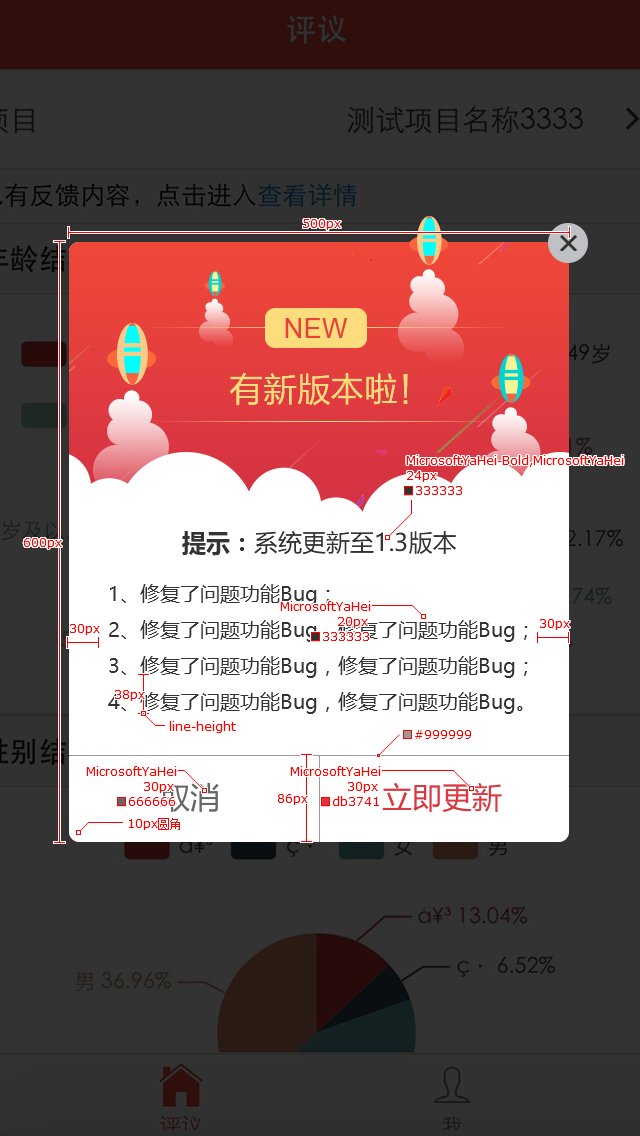 评议
项目
测试项目名称3333
有反馈内容，点击进入查看详情
500px
年龄结
NEW
49岁
有新版本啦！
MicrosoftYaHei-Bold,MicrosoftYaHei
24px
333333
岁及以
2.17%
600px
提示：系统更新至1.3版本
1、修复了问题功能Bug；
74%
MicrosoftYaHei
20px
333333
30px
2、修复了问题功能Bug，修复了问题功能Bug；
30px
3、修复了问题功能Bug，修复了问题功能Bug；
38px
4、修复了问题功能Bug，修复了问题功能Bug。
line-height
#999999
性别结
MicrosoftYaHei
30px
666666
取消
86px
MicrosoftYaHei
30px
db3741
立即更新
10px圆角
å¥³
ç·
女
男
å¥³ 13.04%
ç· 6.52%
男 36.96%
评议
我